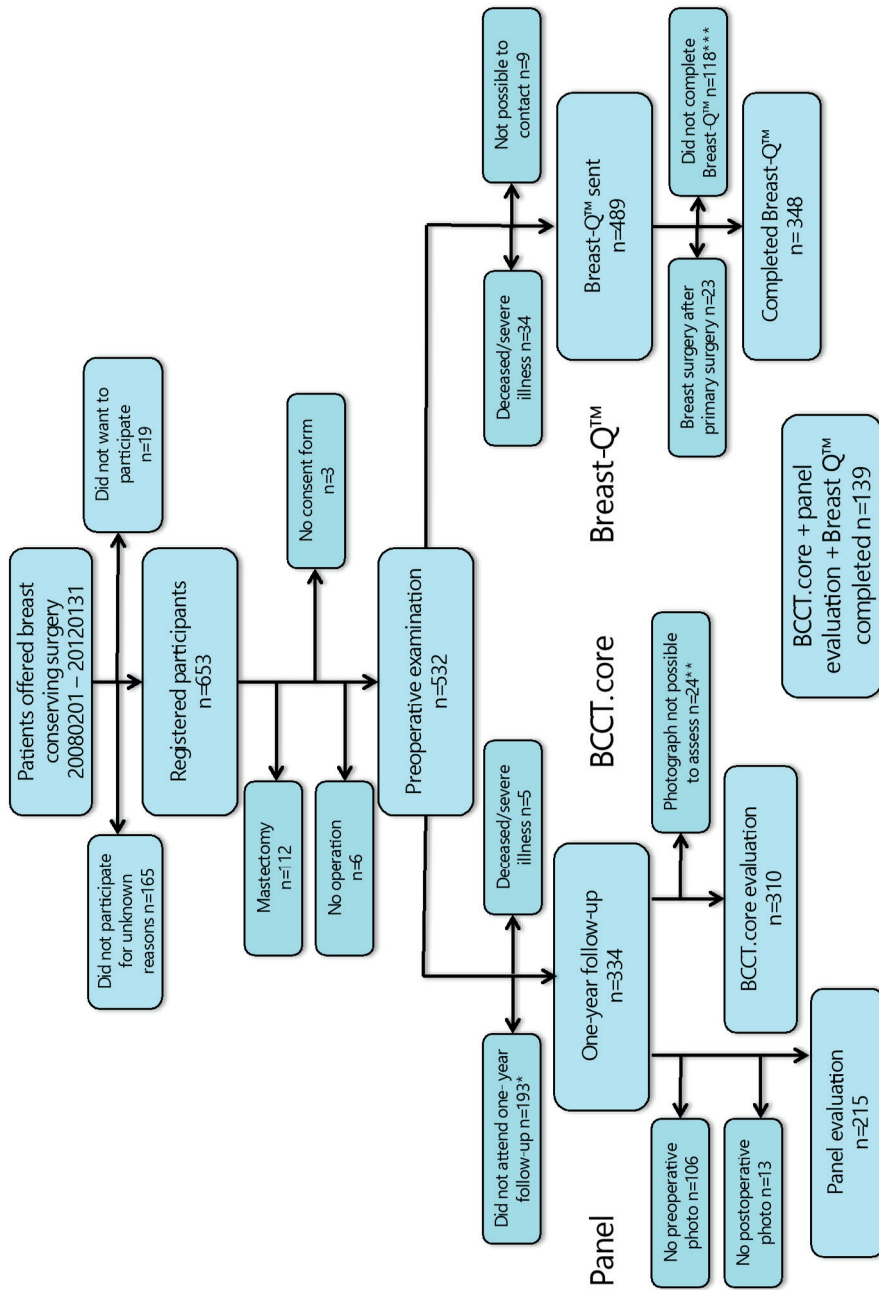 Patients offered breast
conserving surgery
20080201 – 20120131
Did not participate
for unknown
reasons n=165
Did not want to
participate
n=19
Registered participants
n=653
Mastectomy
n=112
No consent form
n=3
No operation
n=6
Preoperative examination
n=532
Did not attend one-year
follow-up n=193*
Deceased/severe
illness n=5
Deceased/severe
illness n=34
Not possible to
contact n=9
Panel
BCCT.core
Breast-Q™
One-year follow-up
n=334
Breast-Q™ sent
n=489
No preoperative
photo n=106
No postoperative
photo n=13
Photograph not possible
to assess n=24**
Breast surgery after
primary surgery n=23
Did not complete
Breast-Q™ n=118***
Panel evaluation
n=215
BCCT.core evaluation
n=310
Completed Breast-Q™
n= 348
BCCT.core + panel
evaluation + Breast Q™
completed n=139